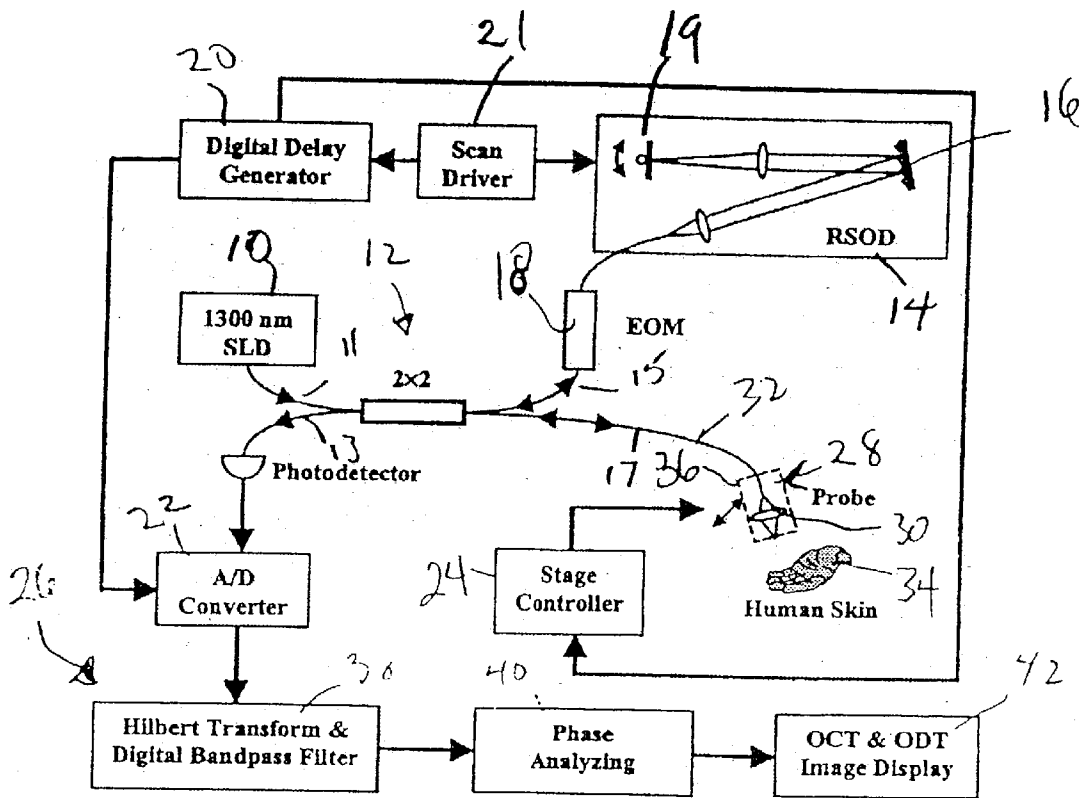 20
21
19
16
Digital Delay
Generator
Scan
Driver
RSOD
14
10
12
18
1300 nm
SLD
EOM
11
2×2
15
32
13
17
36
28
Photodetector
Probe
30
22
A/D
Converter
24
Stage
Controller
34
Human Skin
26
40
42
Hilbert Transform &
Digital Bandpass Filter
Phase
Analyzing
OCT & ODT
Image Display